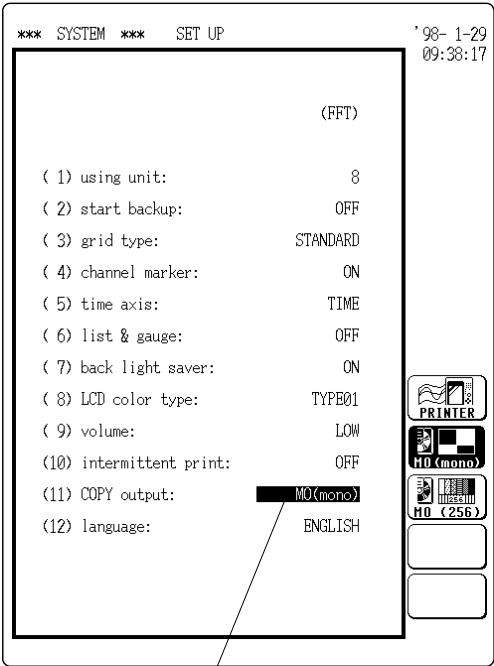 *** SYSTEM *** SET UP
'98- 1-29
09:38:17
(FFT)
( 1) using unit: 8
( 2) start backup: OFF
( 3) grid type: STANDARD
( 4) channel marker: ON
( 5) time axis: TIME
( 6) list & gauge: OFF
( 7) back light saver: ON
( 8) LCD color type: TYPE01
( 9) volume: LOW
(10) intermittent print: OFF
(11) COPY output: MO(mono)
(12) language: ENGLISH
PRINTER
MO(mono)
256
MO (256)